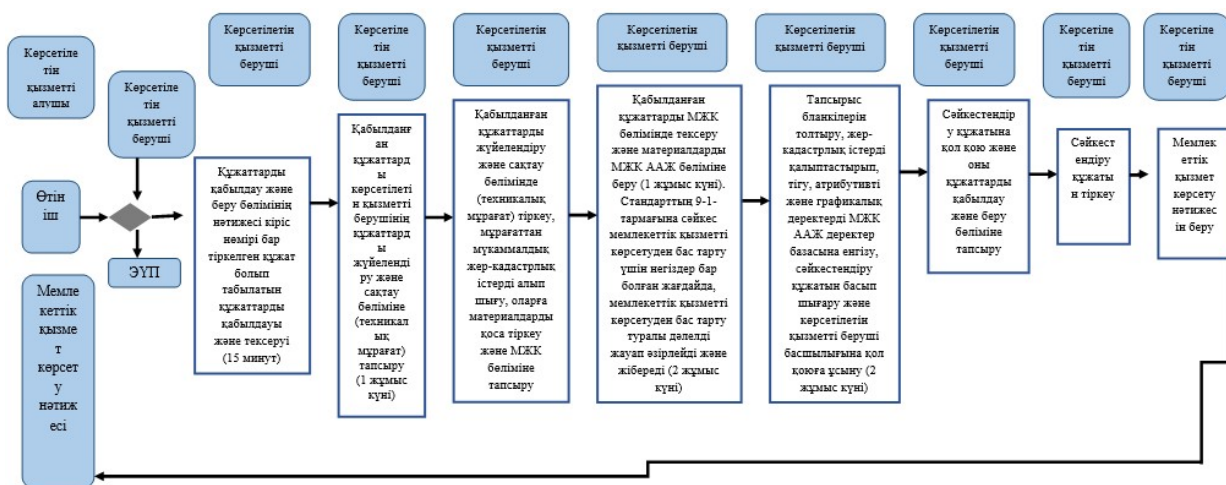 Көрсетіле
тін
қызметті
алушы
Көрсетіле
тін
қызметті
беруші
Көрсетілетін
қызметті
беруші
Көрсетіле
тін
қызметті
беруші
Көрсетілетін
қызметті
беруші
Көрсетілетін
қызметті беруші
Көрсетілетін
қызметті беруші
Көрсетілетін
қызметті
беруші
Көрсетіле
тін
қызметті
беруші
Көрсетіле
тін
қызметті
беруші
Өтін
іш
ЭҮП
Құжаттарды
қабылдау және
беру бөлімінің
нәтижесі кіріс
нөмірі бар
тіркелген құжат
болып
табылатын
құжаттарды
қабылдауы
және тексеруі
(15 минут)
Қабылданғ
ан
құжаттард
ы
көрсетілеті
н қызметті
берушінің
құжаттард
ы
жүйеленді
ру және
сақтау
бөліміне
(техникал
ық
мұрағат)
тапсыру
(1 жұмыс
күні)
Қабылданған
құжаттарды
жүйелендіру
және сақтау
бөлімінде
(техникалық
мұрағат) тіркеу,
мұрағаттан
мүкаммалдық
жер-кадастрлық
істерді алып
шығу, оларға
материалдарды
қоса тіркеу
және МЖК
бөліміне
тапсыру
Қабылданған
құжаттарды МЖК
бөлімінде тексеру
және материалдарды
МЖК ААЖ бөліміне
беру (1 жұмыс күні).
Стандарттың 9-1-
тармағына сәйкес
мемлекеттік қызметті
көрсетуден бас тарту
үшін негіздер бар
болған жағдайда,
мемлекеттік қызметті
көрсетуден бас тарту
туралы дәлелді
жауап әзірлейді және
жібереді (2 жұмыс
күні)
Тапсырыс
бланкілерін
толтыру, жер-
кадастрлық істерді
қалыптастырып,
тігу, атрибутивті
және графикалық
деректерді МЖК
ААЖ деректер
базасына енгізу,
сәйкестендіру
құжатын басып
шығару және
көрсетілетін
қызметті беруші
басшылығына қол
қоюға ұсыну (2
жұмыс күні)
Сәйкестендір
у құжатына
қол қою және
оны
құжаттарды
қабылдау
және беру
бөліміне
тапсыру
Сәйкест
ендіру
құжаты
н тіркеу
Мемлек
еттік
қызмет
көрсету
нәтижес
ін беру
Мемле
кеттік
қызме
т
көрсет
у
нәтиж
есі